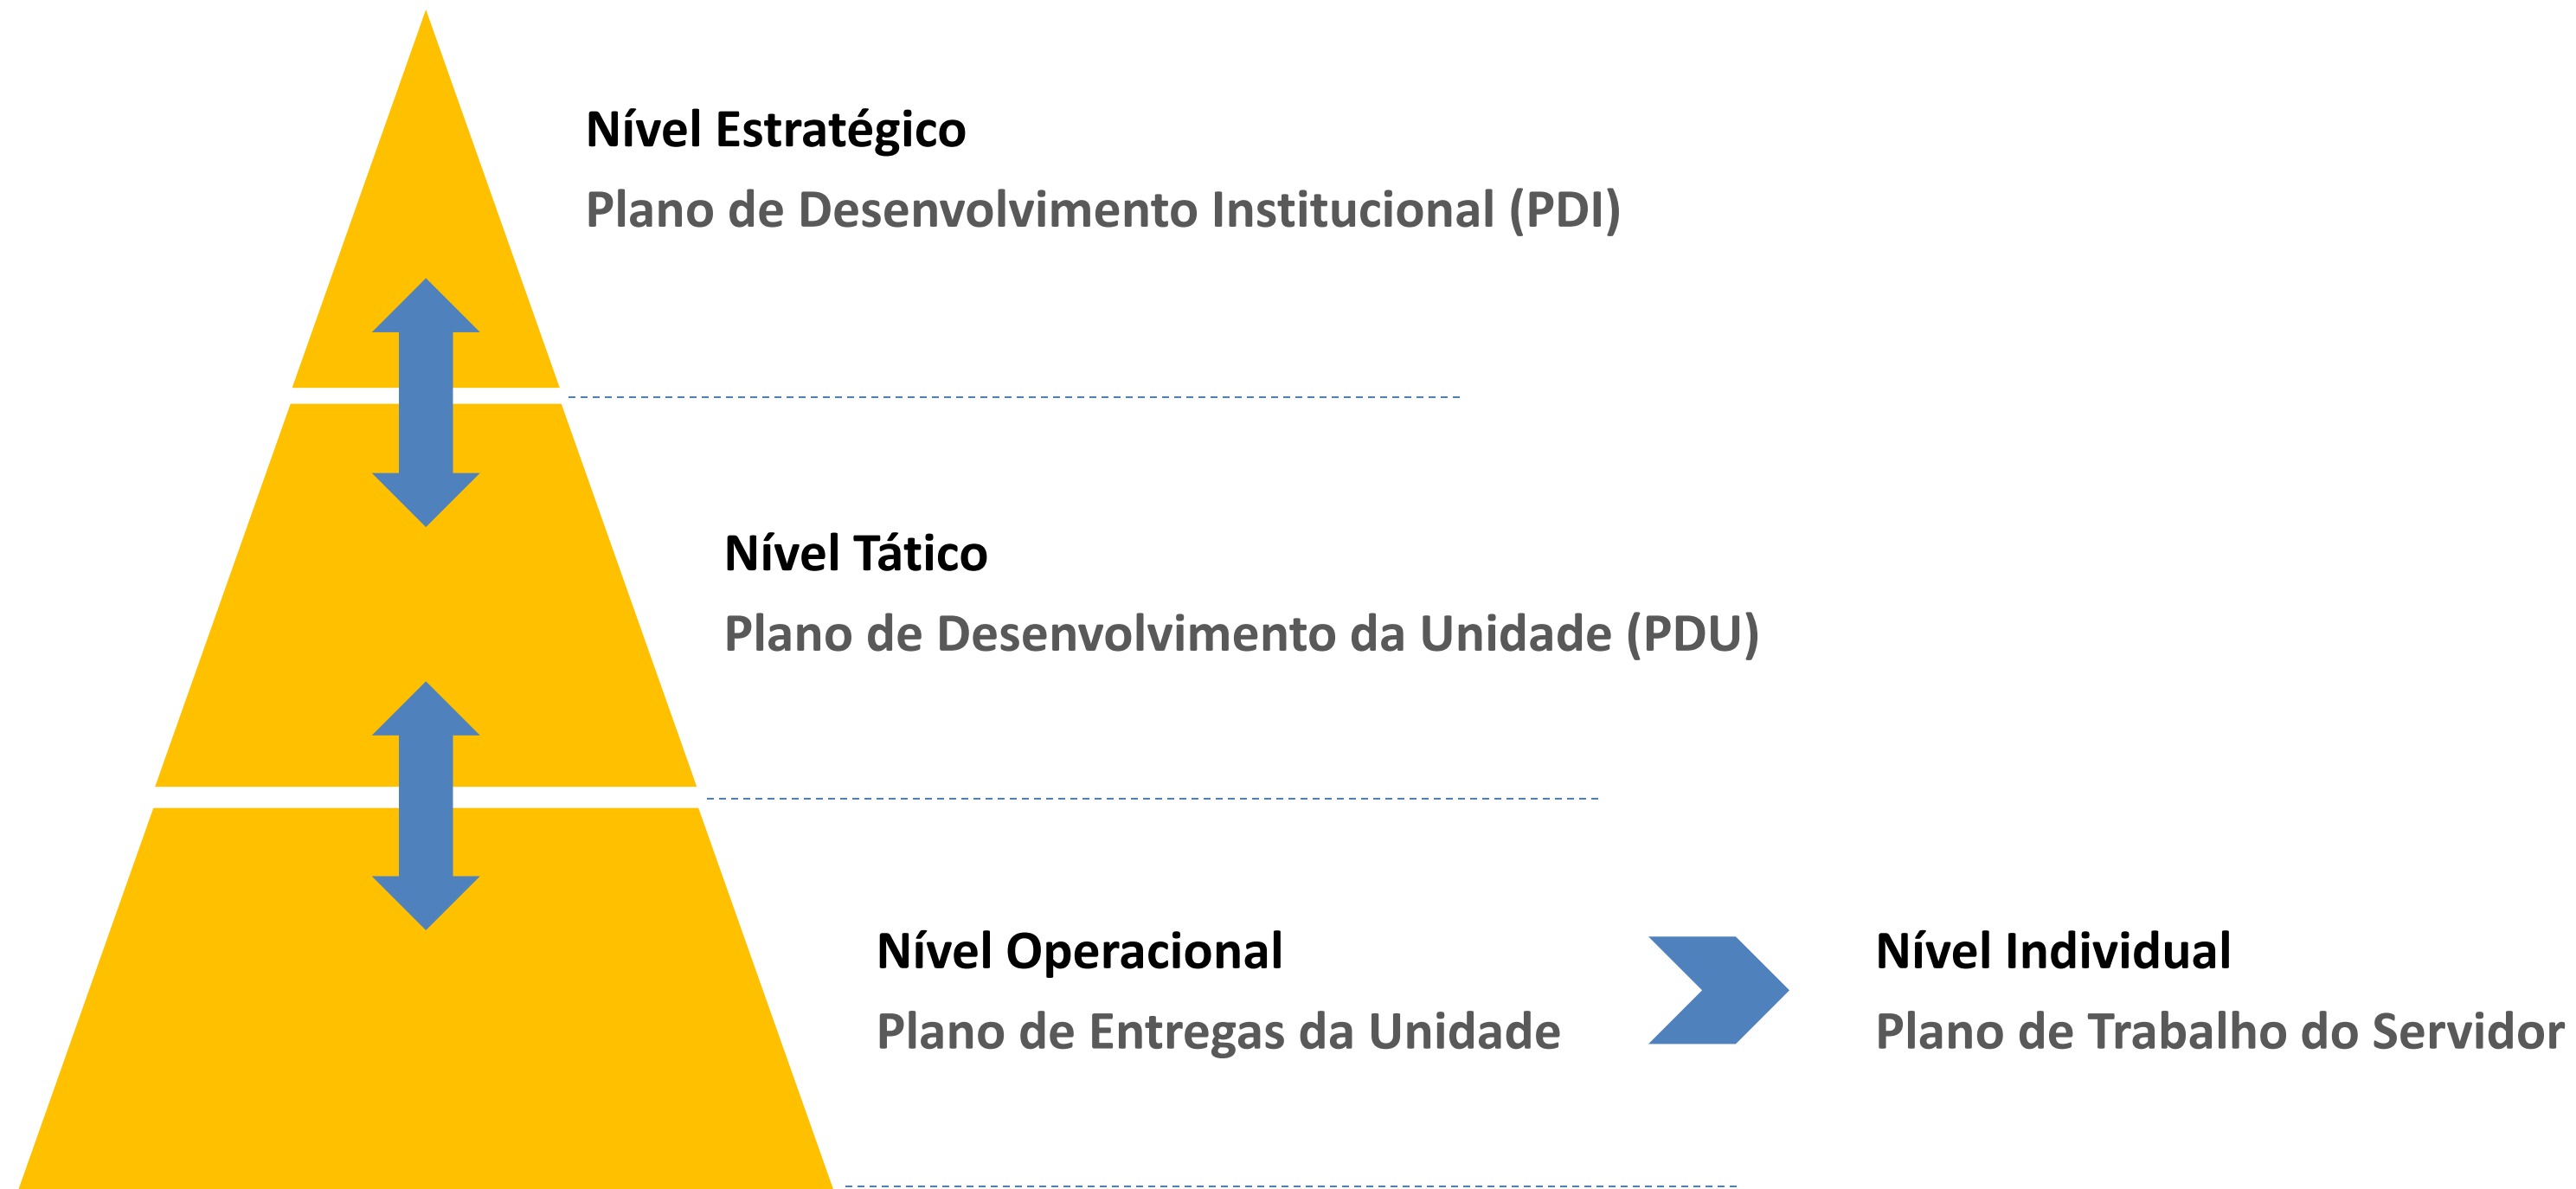 Nível Estratégico
Plano de Desenvolvimento Institucional (PDI)
Nível Tático
Plano de Desenvolvimento da Unidade (PDU)
Nível Operacional
Plano de Entregas da Unidade
Nível Individual
Plano de Trabalho do Servidor